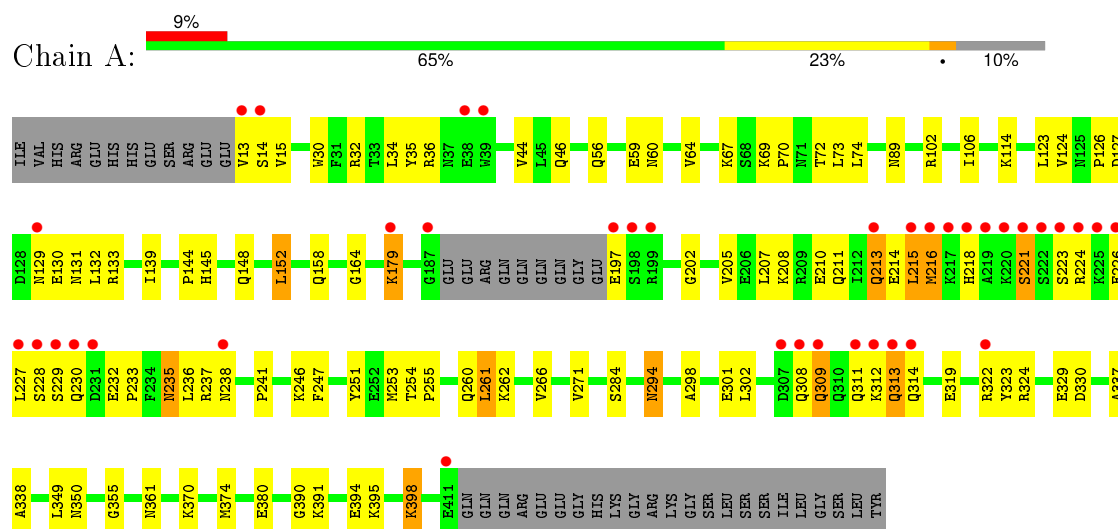 9%
Chain A:
65% 23% • 10%
ILE VAL HIS ARG GLU HIS HIS GLU SER ARG GLU GLU V13 S14 V15 W30 F31 R32 T33 L34 Y35 R36 N37 E38 W39 V44 L45 Q46 Q56 E59 N60 V64 K67 S68 K69 P70 N71 T72 L73 L74 N89 R102 I106 K114 L123 V124 N125 P126 D127
D128 N129 E130 N131 L132 R133 I139 P144 H145 Q148 L152 Q158 G164 K179 G187 GLU GLU ARG GLN GLN GLN GLN GLY GLU E197 S198 R199 G202 V205 E206 L207 K208 R209 E210 Q211 I212 Q213 E214 L215 M216 K217 H218 A219 K220 S221 S222 S223 R224 K225 E226
L227 S228 S229 Q230 D231 E232 P233 F234 N235 L236 R237 N238 P241 K246 F247 Y251 E252 M253 T254 P255 Q260 L261 K262 V266 V271 S284 N294 A298 E301 L302 D307 Q308 Q309 Q310 Q311 K312 Q313 Q314 E319 R322 Y323 R324 E329 D330 A337
A338 L349 N350 G355 N361 K370 M374 E380 G390 K391 E394 K395 K398 E411 GLN GLN GLN ARG GLU GLU GLY HIS LYS GLY ARG LYS GLY SER LEU SER SER ILE LEU GLY SER LEU TYR